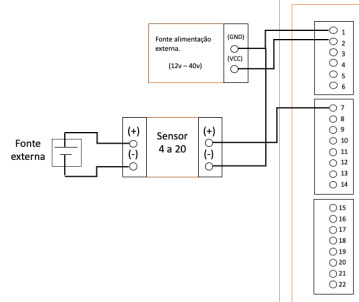 Fonte alimentação
externa.
(12v – 40v)
(GND)
(VCC)
1
2
3
4
5
6
Fonte
externa
(+)
(-)
Sensor
4 a 20
(+)
(-)
7
8
9
10
11
12
13
14
15
16
17
18
19
20
21
22